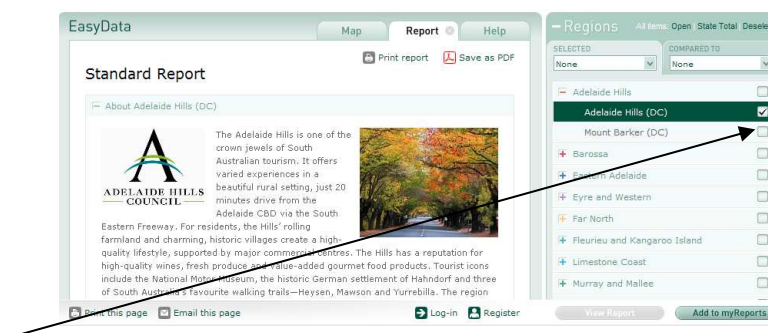 EasyData
Map
Report
Help
Print report
Save as PDF
Standard Report
About Adelaide Hills (DC)
ADELAIDE HILLS
COUNCIL
The Adelaide Hills is one of the
crown jewels of South
Australian tourism. It offers
varied experiences in a
beautiful rural setting, just 20
minutes drive from the
Adelaide CBD via the South
Eastern Freeway. For residents, the Hills' rolling
farmland and charming, historic villages create a high-
quality lifestyle, supported by major commercial centres. The Hills has a reputation for
high-quality wines, fresh produce and value-added gourmet food products. Tourist icons
include the National Motor Museum, the historic German settlement of Hahndorf and three
of South Australia's favourite walking trails—Heysen, Mawson and Yurrebilla. The region
Print this page
Email this page
Log-in
Register
Regions
All items: Open State Total Desele
SELECTED
COMPARED TO
None
None
Adelaide Hills
Adelaide Hills (DC)
Mount Barker (DC)
Barossa
Eastern Adelaide
Eyre and Western
Far North
Fleurieu and Kangaroo Island
Limestone Coast
Murray and Mallee
View Report
Add to myReports